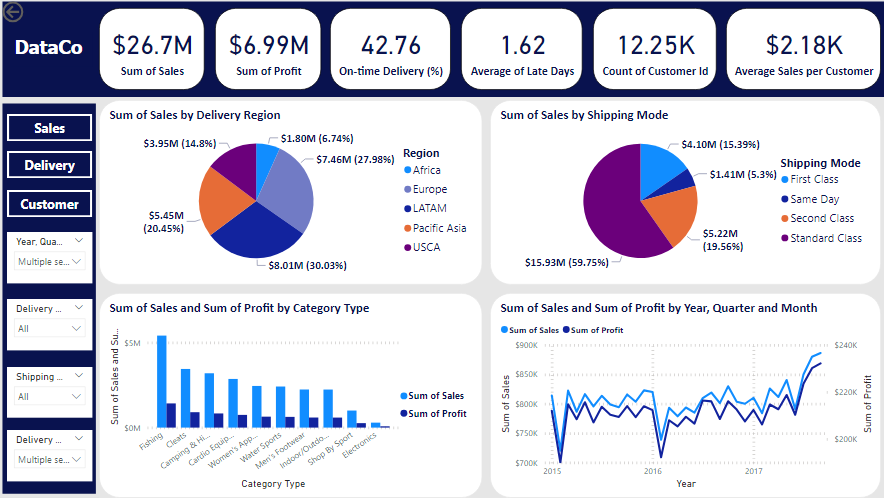 DataCo
$26.7M
Sum of Sales
$6.99M
Sum of Profit
42.76
On-time Delivery (%)
1.62
Average of Late Days
12.25K
Count of Customer Id
$2.18K
Average Sales per Customer
Sales
Delivery
Customer
Year, Qua...
Multiple se...
Delivery ...
All
Shipping ...
All
Delivery ...
Multiple se...
Sum of Sales by Delivery Region
$1.80M (6.74%)
$7.46M (27.98%)
$8.01M (30.03%)
$5.45M
(20.45%)
$3.95M (14.8%)
Region
Africa
Europe
LATAM
Pacific Asia
USCA
Sum of Sales by Shipping Mode
$4.10M (15.39%)
$1.41M (5.3%)
$5.22M
(19.56%)
$15.93M (59.75%)
Shipping Mode
First Class
Same Day
Second Class
Standard Class
Sum of Sales and Sum of Profit by Category Type
Sum of Sales and Su...
$5M
$0M
Fishing
Cleats
Camping & Hi...
Cardio Equip...
Women's App...
Water Sports
Men's Footwear
Indoor/Outdo...
Shop By Sport
Electronics
Category Type
Sum of Sales
Sum of Profit
Sum of Sales and Sum of Profit by Year, Quarter and Month
Sum of Sales
Sum of Profit
Sum of Sales
$900K
$850K
$800K
$750K
$700K
$240K
$220K
$200K
Sum of Profit
2015
2016
2017
Year